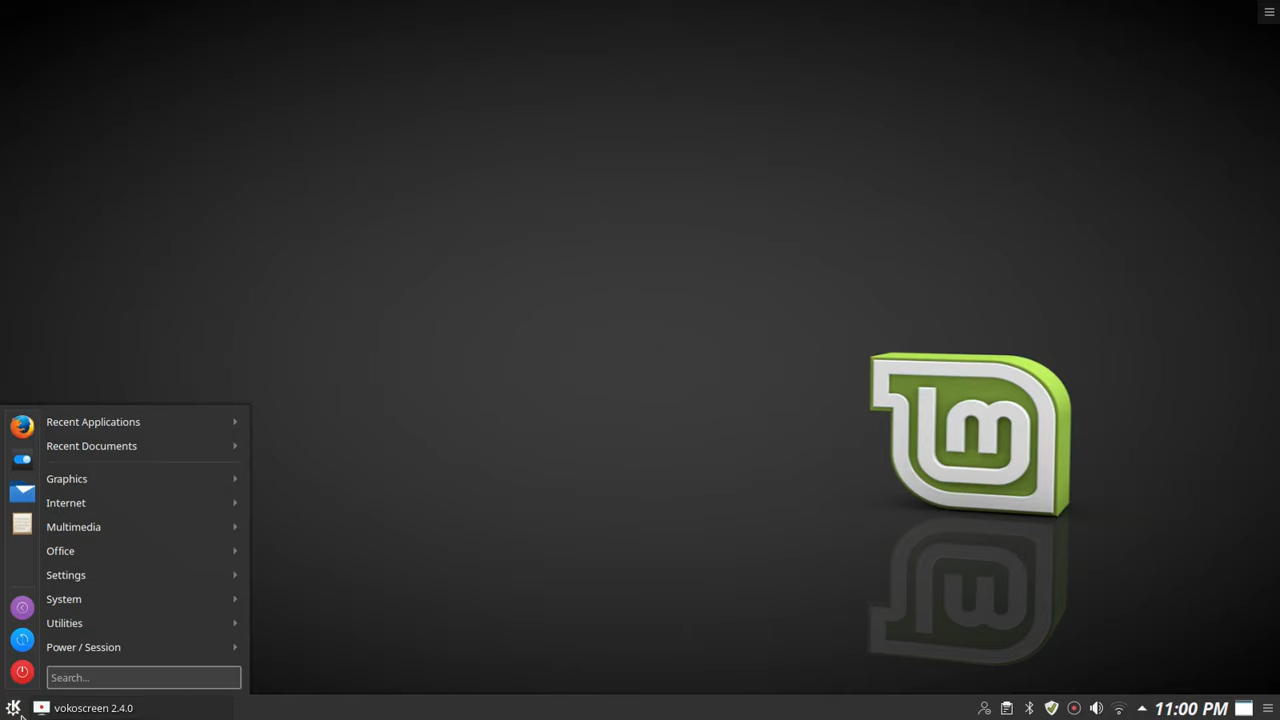 Recent Applications
Recent Documents
Graphics
Internet
Multimedia
Office
Settings
System
Utilities
Power / Session
Search...
vokoscreen 2.4.0
11:00 PM
lm